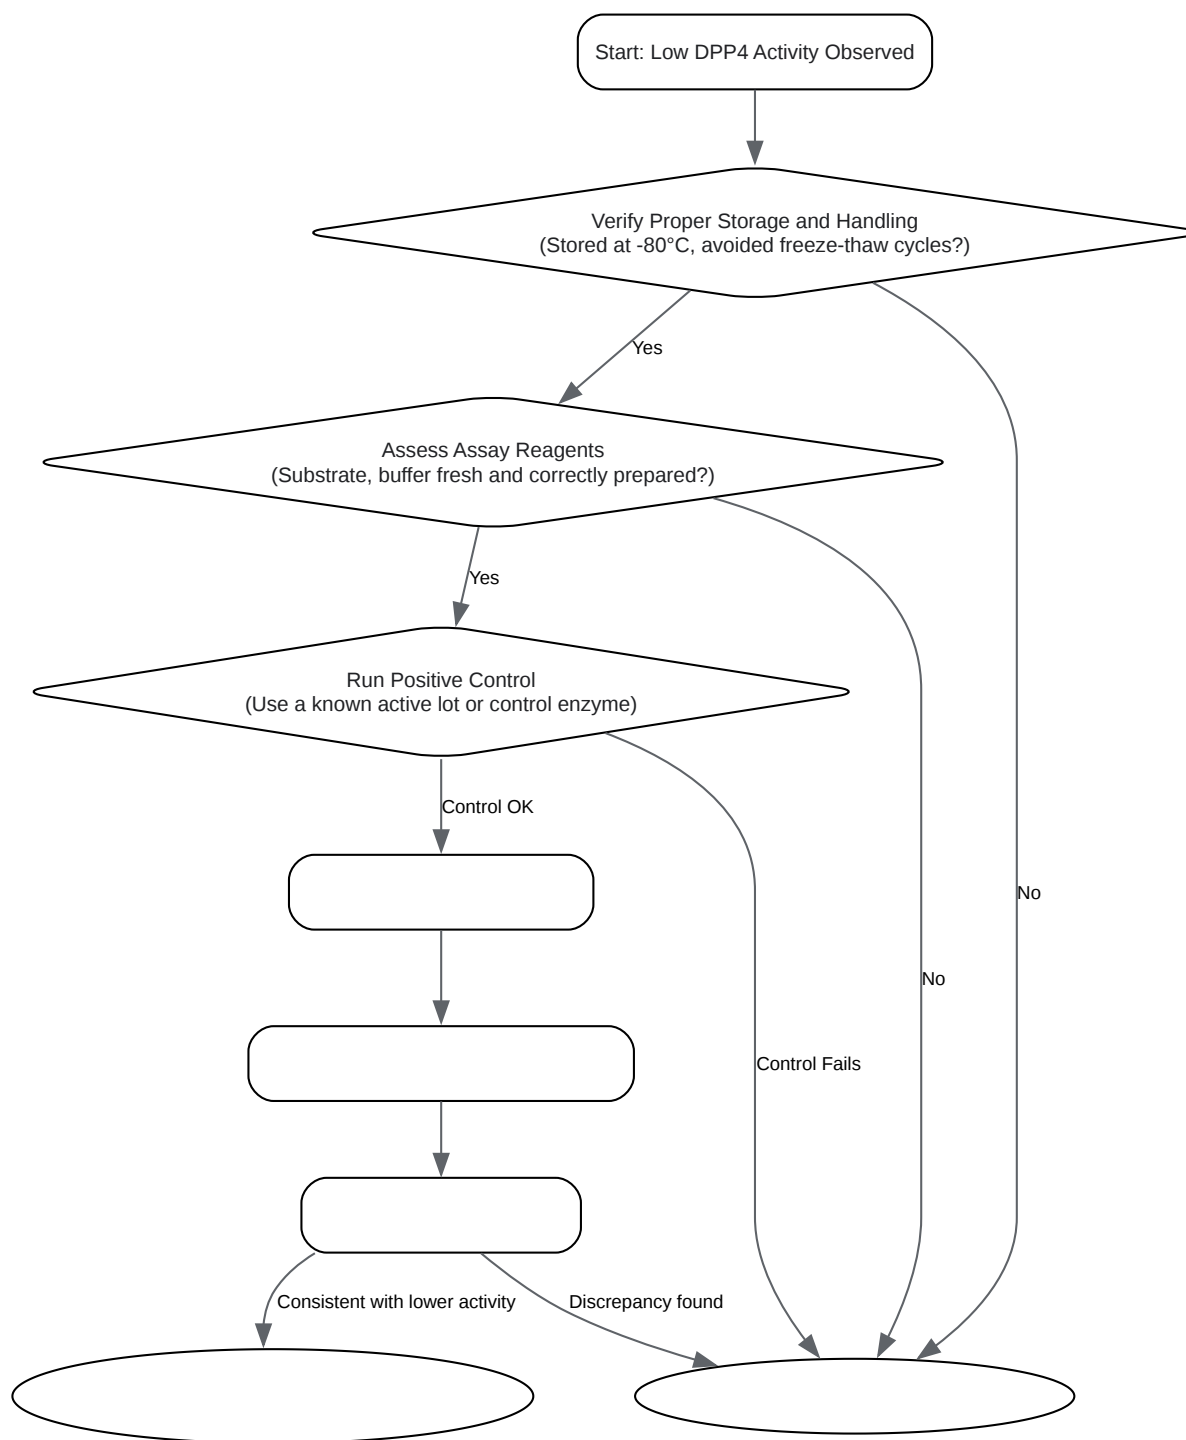 Start: Low DPP4 Activity Observed
Verify Proper Storage and Handling
(Stored at -80°C, avoided freeze-thaw cycles?)
Yes
Assess Assay Reagents
(Substrate, buffer fresh and correctly prepared?)
Yes
Run Positive Control
(Use a known active lot or control enzyme)
Control OK
No
No
Control Fails
Consistent with lower activity
Discrepancy found